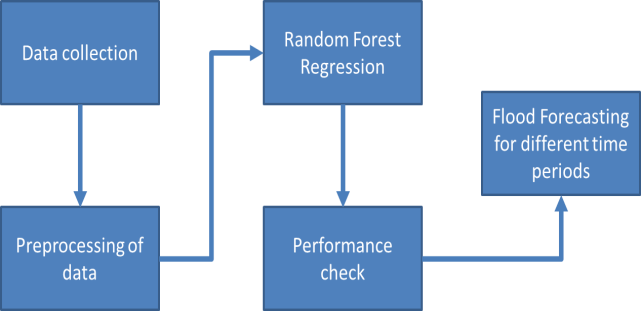 Data collection
Preprocessing of
data
Random Forest
Regression
Performance
check
Flood Forecasting
for different time
periods